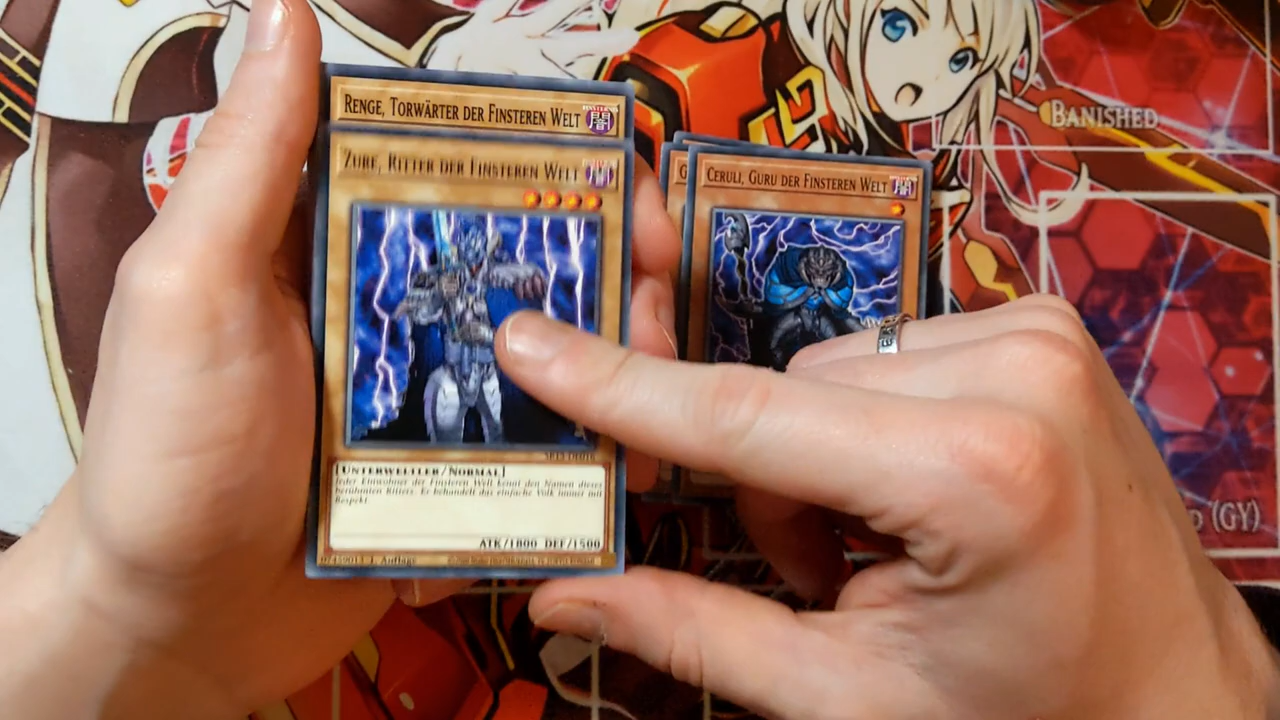 RENGE, TORWÄRTER DER FINSTEREN WELT
FINSTERNIS
ZURE, RITTER DER FINSTEREN WELT
[UNTERWELTLER/NORMAL]
Jeder Einwohner der Finsteren Welt kennt den Namen dieses
berühmten Ritters. Er behandelt das einfache Volk immer mit
Respekt.
ATK/1800 DEF/1500
1. Auflage
G
CERULI, GURU DER FINSTEREN WELT
BANISHED
(GY)